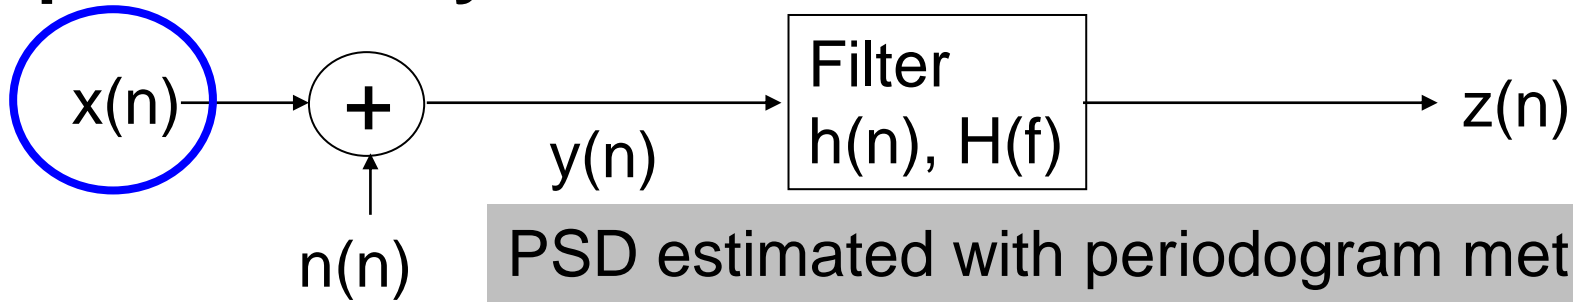 x(n)
+
Filter
h(n), H(f)
z(n)
y(n)
n(n)
PSD estimated with periodogram met